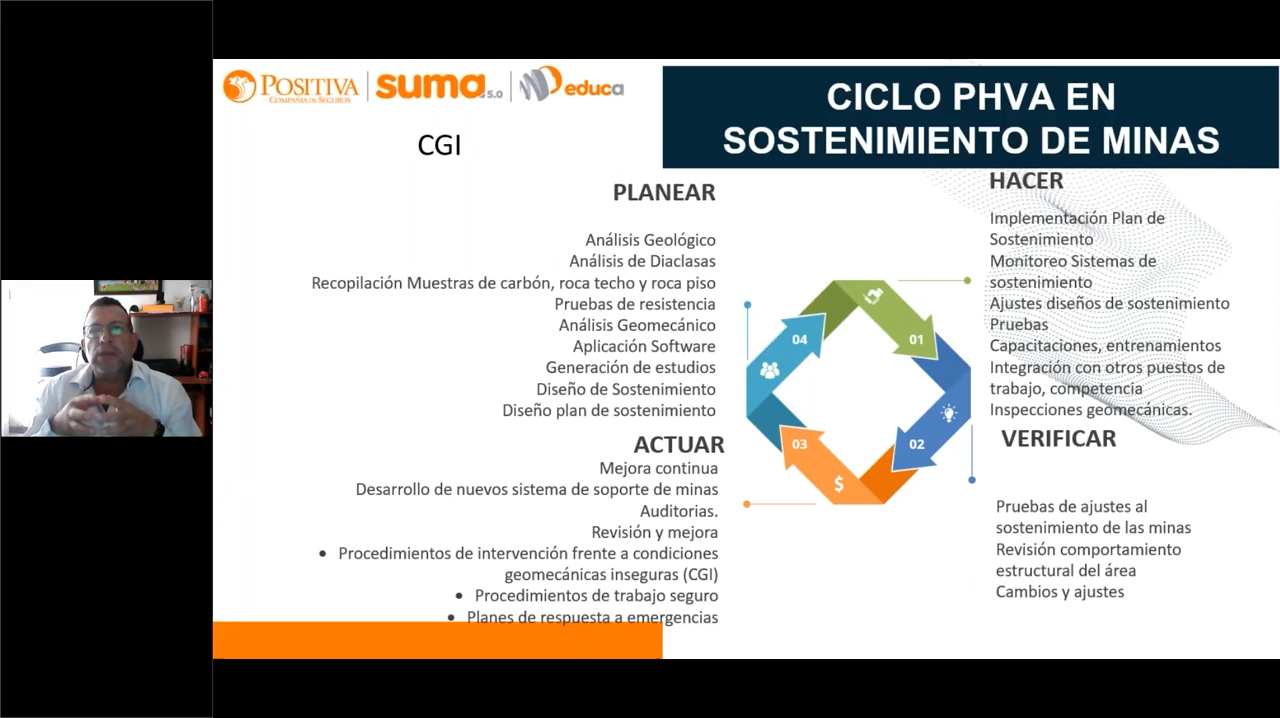 POSITIVA
COMPAÑÍA DE SEGUROS
suma 5.0
educa
CICLO PHVA EN
SOSTENIMIENTO DE MINAS
CGI
PLANEAR
Análisis Geológico
Análisis de Diaclasas
Recopilación Muestras de carbón, roca techo y roca piso
Pruebas de resistencia
Análisis Geomecánico
Aplicación Software
Generación de estudios
Diseño de Sostenimiento
Diseño plan de sostenimiento
HACER
Implementación Plan de
Sostenimiento
Monitoreo Sistemas de
sostenimiento
Ajustes diseños de sostenimiento
Pruebas
Capacitaciones, entrenamientos
Integración con otros puestos de
trabajo, competencia
Inspecciones geomecánicas.
04
01
03
02
$
ACTUAR
Mejora continua
Desarrollo de nuevos sistema de soporte de minas
Auditorias.
Revisión y mejora
• Procedimientos de intervención frente a condiciones
geomecánicas inseguras (CGI)
• Procedimientos de trabajo seguro
• Planes de respuesta a emergencias
VERIFICAR
Pruebas de ajustes al
sostenimiento de las minas
Revisión comportamiento
estructural del área
Cambios y ajustes